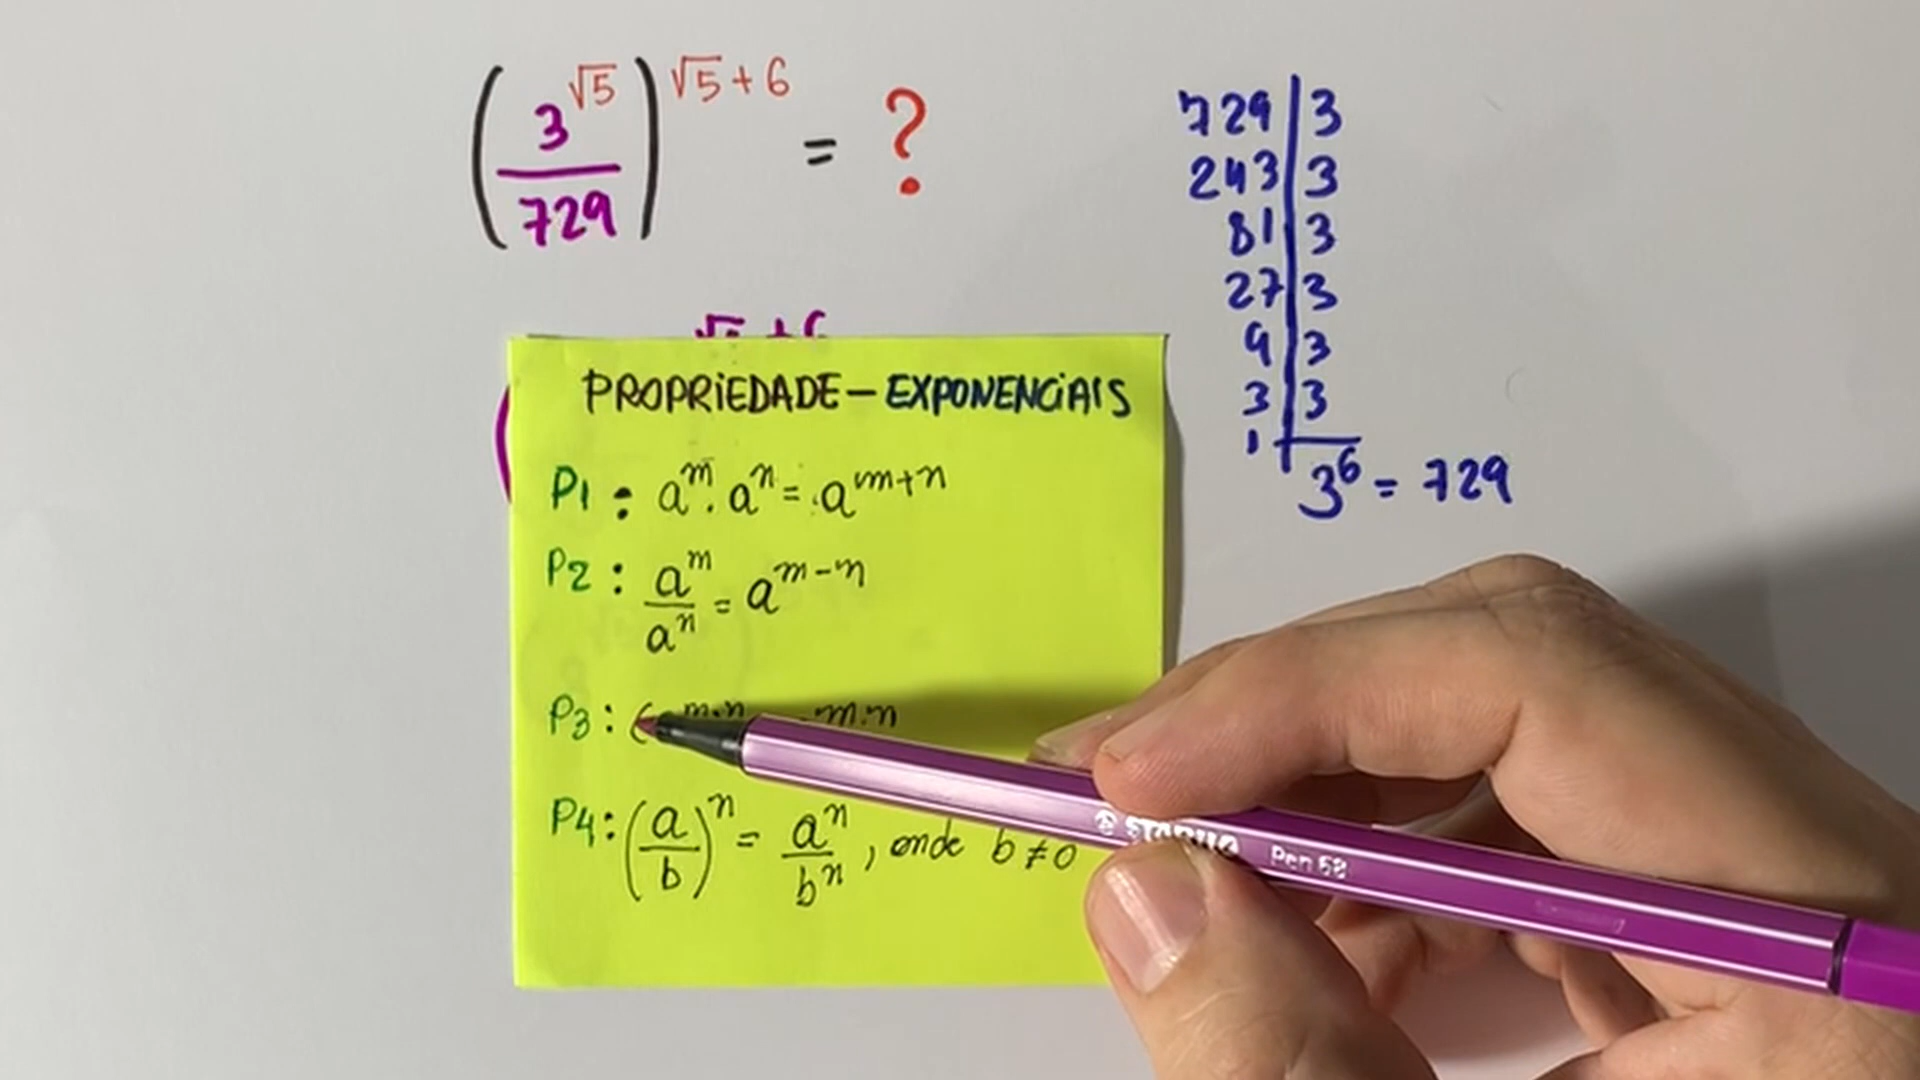 (3^√5 / 729)^(√5 + 6) = ?
729 | 3
243 | 3
81 | 3
27 | 3
9 | 3
3 | 3
1
3^6 = 729
PROPRIEDADE – EXPONENCIAIS
P1 : a^m . a^n = a^(m+n)
P2 : a^m / a^n = a^(m-n)
P3 :
P4 : (a/b)^n = a^n / b^n , onde b ≠ 0
STABILO Pen 68